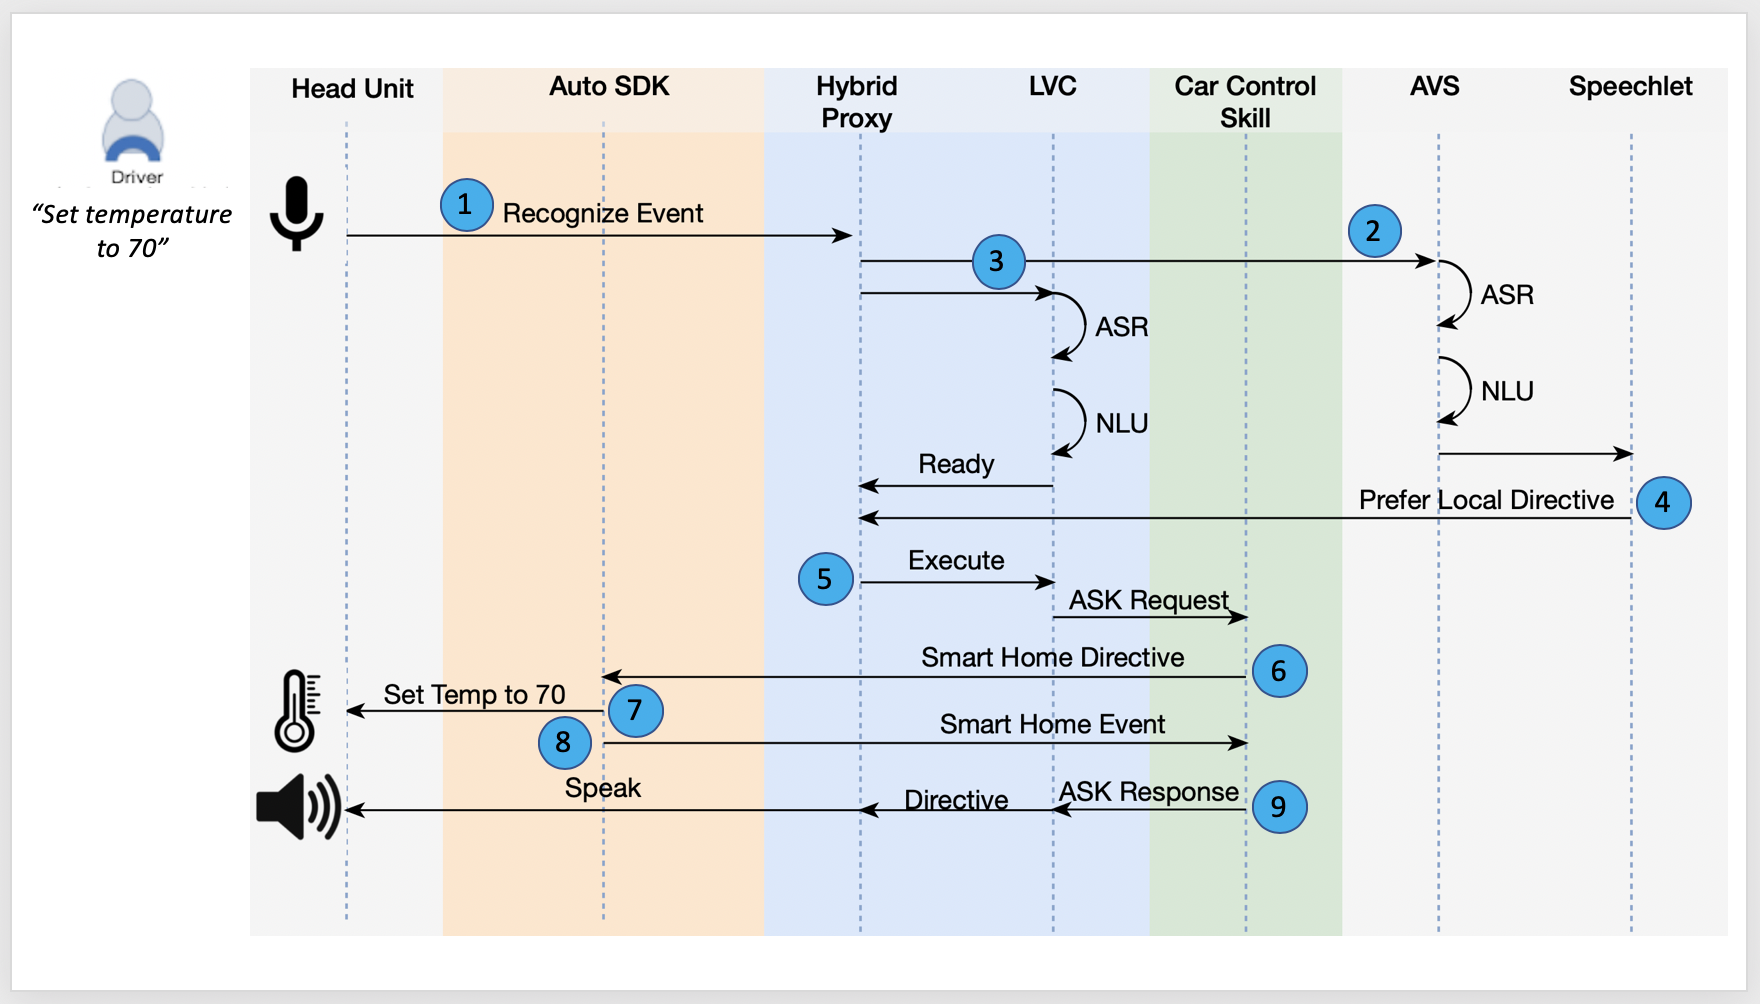 Head Unit
Auto SDK
Hybrid
Proxy
LVC
Car Control
Skill
AVS
Speechlet
Driver
“Set temperature
to 70”
1
Recognize Event
2
3
ASR
ASR
NLU
NLU
Ready
Prefer Local Directive
4
5
Execute
ASK Request
Smart Home Directive
6
Set Temp to 70
7
8
Smart Home Event
Speak
Directive
ASK Response
9